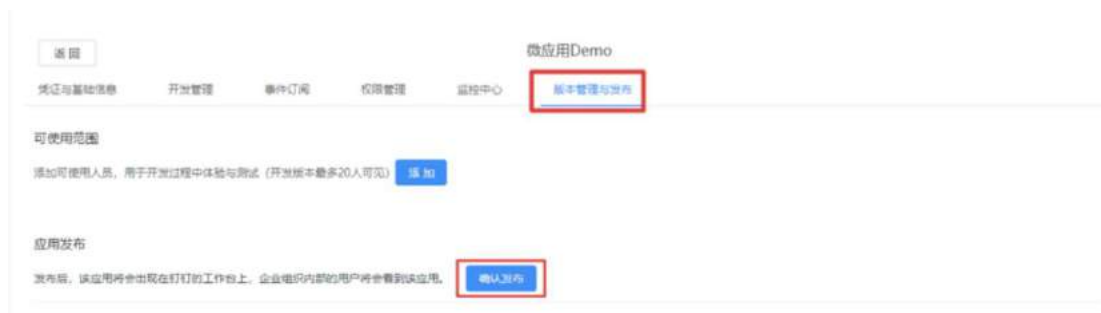 返回
微应用Demo
凭证与基础信息 开发管理 事件订阅 权限管理 监控中心 版本管理与发布
可使用范围
添加可使用人员，用于开发过程中体验与测试（开发版本最多20人可见） 添加
应用发布
发布后，该应用将会出现在钉钉的工作台上，企业组织内部的用户将会看到该应用。 确认发布